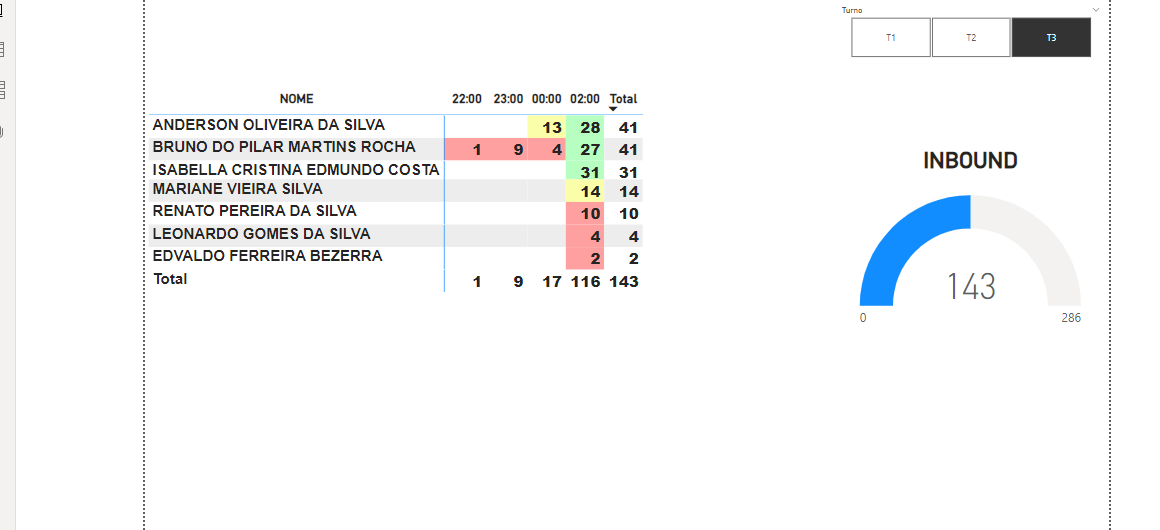 Turno
T1 T2 T3
NOME 22:00 23:00 00:00 02:00 Total
ANDERSON OLIVEIRA DA SILVA 13 28 41
BRUNO DO PILAR MARTINS ROCHA 1 9 4 27 41
ISABELLA CRISTINA EDMUNDO COSTA 31 31
MARIANE VIEIRA SILVA 14 14
RENATO PEREIRA DA SILVA 10 10
LEONARDO GOMES DA SILVA 4 4
EDVALDO FERREIRA BEZERRA 2 2
Total 1 9 17 116 143
INBOUND
143
0 286